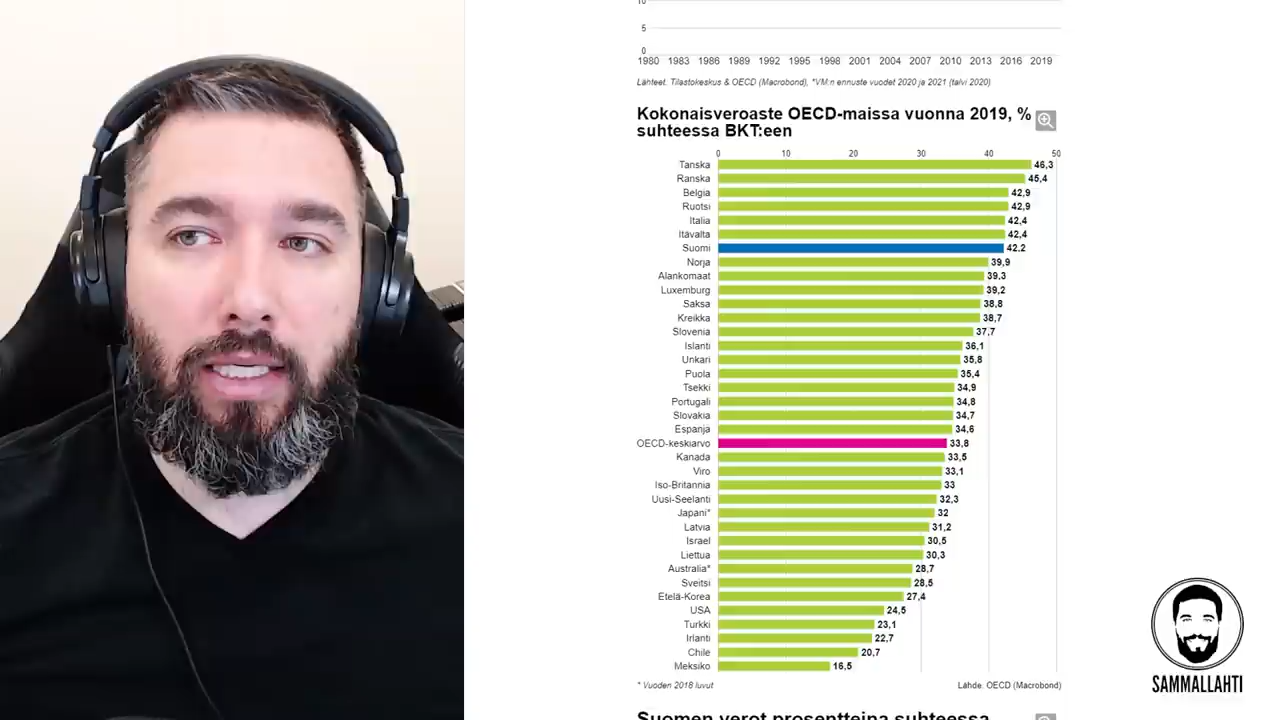 10
5
0
1980 1983 1986 1989 1992 1995 1998 2001 2004 2007 2010 2013 2016 2019
Lähteet. Tilastokeskus & OECD (Macrobond), *VM:n ennuste vuodet 2020 ja 2021 (talvi 2020)
Kokonaisveroaste OECD-maissa vuonna 2019, %
suhteessa BKT:een
0 10 20 30 40 50
Tanska 46,3
Ranska 45,4
Belgia 42,9
Ruotsi 42,9
Italia 42,4
Itävalta 42,4
Suomi 42.2
Norja 39,9
Alankomaat 39,3
Luxemburg 39,2
Saksa 38,8
Kreikka 38,7
Slovenia 37,7
Islanti 36,1
Unkari 35,8
Puola 35,4
Tsekki 34,9
Portugali 34,8
Slovakia 34,7
Espanja 34,6
OECD-keskiarvo 33,8
Kanada 33,5
Viro 33,1
Iso-Britannia 33
Uusi-Seelanti 32,3
Japani* 32
Latvia 31,2
Israel 30,5
Liettua 30,3
Australia* 28,7
Sveitsi 28,5
Etelä-Korea 27,4
USA 24,5
Turkki 23,1
Irlanti 22,7
Chile 20,7
Meksiko 16,5
* Vuoden 2018 luvut Lähde: OECD (Macrobond)
Suomen verot prosentteina suhteessa
SAMMALLAHTI